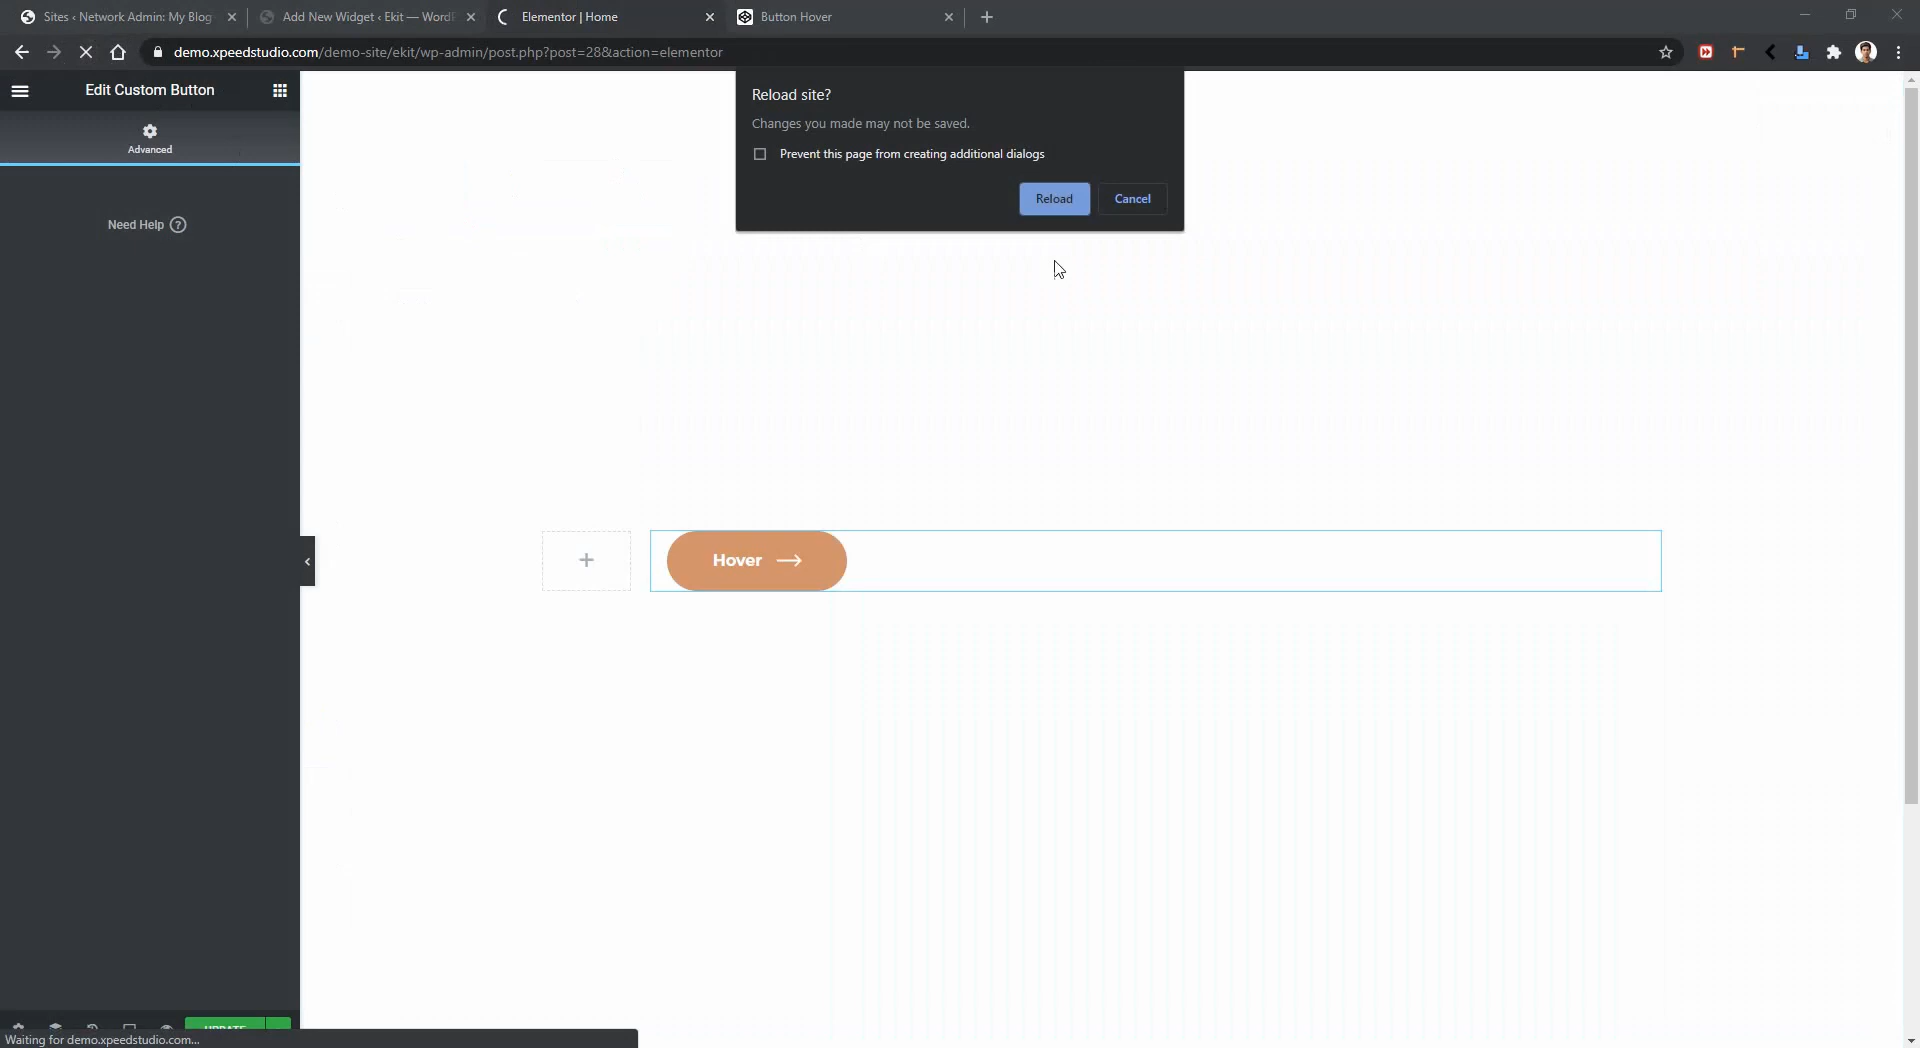 Sites ‹ Network Admin: My Blog
Add New Widget ‹ Ekit — Word
Elementor | Home
Button Hover
demo.xpeedstudio.com/demo-site/ekit/wp-admin/post.php?post=28&action=elementor
Edit Custom Button
Advanced
Need Help ?
Reload site?
Changes you made may not be saved.
Prevent this page from creating additional dialogs
Reload
Cancel
Hover
UPDATE
Waiting for demo.xpeedstudio.com...